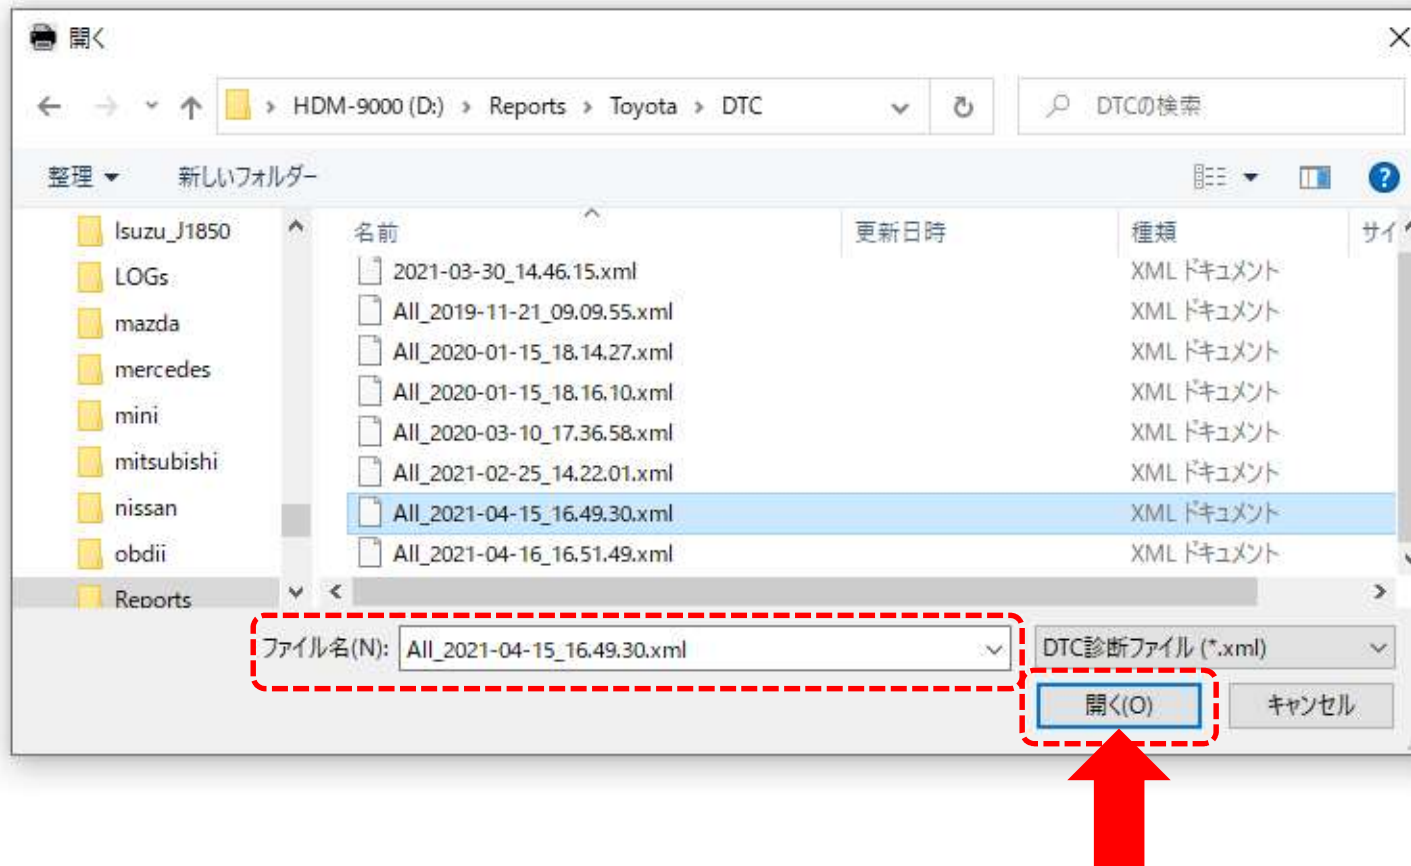 開く
HDM-9000 (D:) › Reports › Toyota › DTC
DTCの検索
整理
新しいフォルダー
Isuzu_J1850
LOGs
mazda
mercedes
mini
mitsubishi
nissan
obdii
Reports
名前 更新日時 種類 サイ
2021-03-30_14.46.15.xml XML ドキュメント
All_2019-11-21_09.09.55.xml XML ドキュメント
All_2020-01-15_18.14.27.xml XML ドキュメント
All_2020-01-15_18.16.10.xml XML ドキュメント
All_2020-03-10_17.36.58.xml XML ドキュメント
All_2021-02-25_14.22.01.xml XML ドキュメント
All_2021-04-15_16.49.30.xml XML ドキュメント
All_2021-04-16_16.51.49.xml XML ドキュメント
ファイル名(N): All_2021-04-15_16.49.30.xml DTC診断ファイル (*.xml)
開く(O) キャンセル